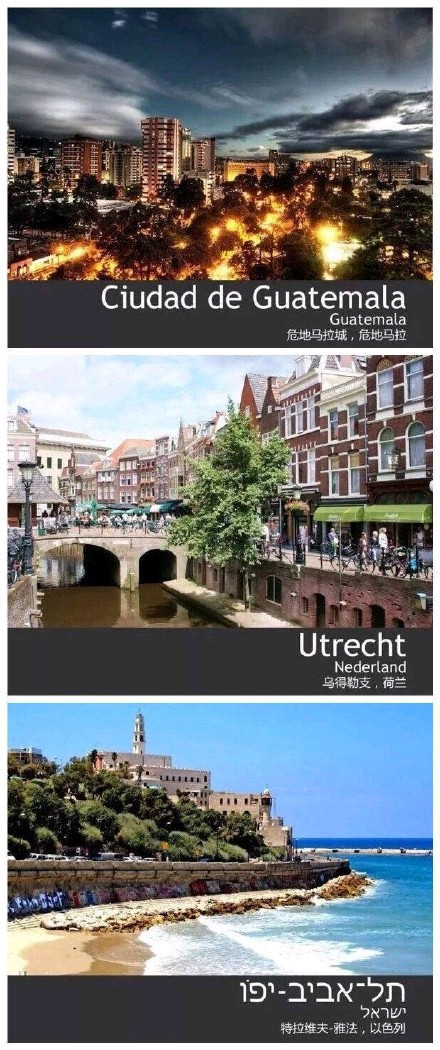 Ciudad de Guatemala
Guatemala
危地马拉城，危地马拉
Utrecht
Nederland
乌得勒支，荷兰
תל־אביב-יפו
ישראל
特拉维夫-雅法，以色列